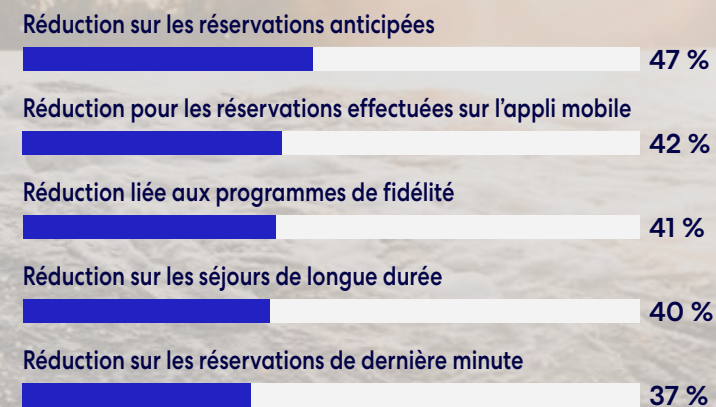 Réduction sur les réservations anticipées
47 %
Réduction pour les réservations effectuées sur l’appli mobile
42 %
Réduction liée aux programmes de fidélité
41 %
Réduction sur les séjours de longue durée
40 %
Réduction sur les réservations de dernière minute
37 %